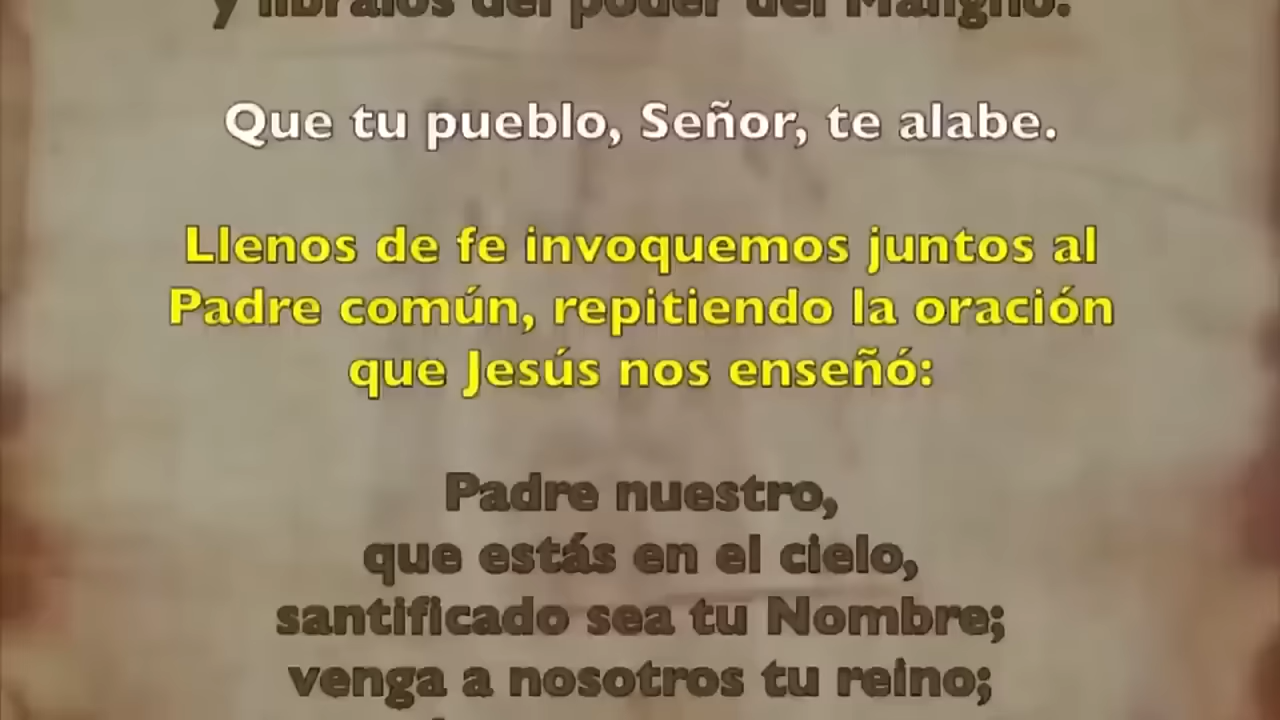 y líbralos del poder del Maligno.
Que tu pueblo, Señor, te alabe.
Llenos de fe invoquemos juntos al
Padre común, repitiendo la oración
que Jesús nos enseñó:
Padre nuestro,
que estás en el cielo,
santificado sea tu Nombre;
venga a nosotros tu reino;